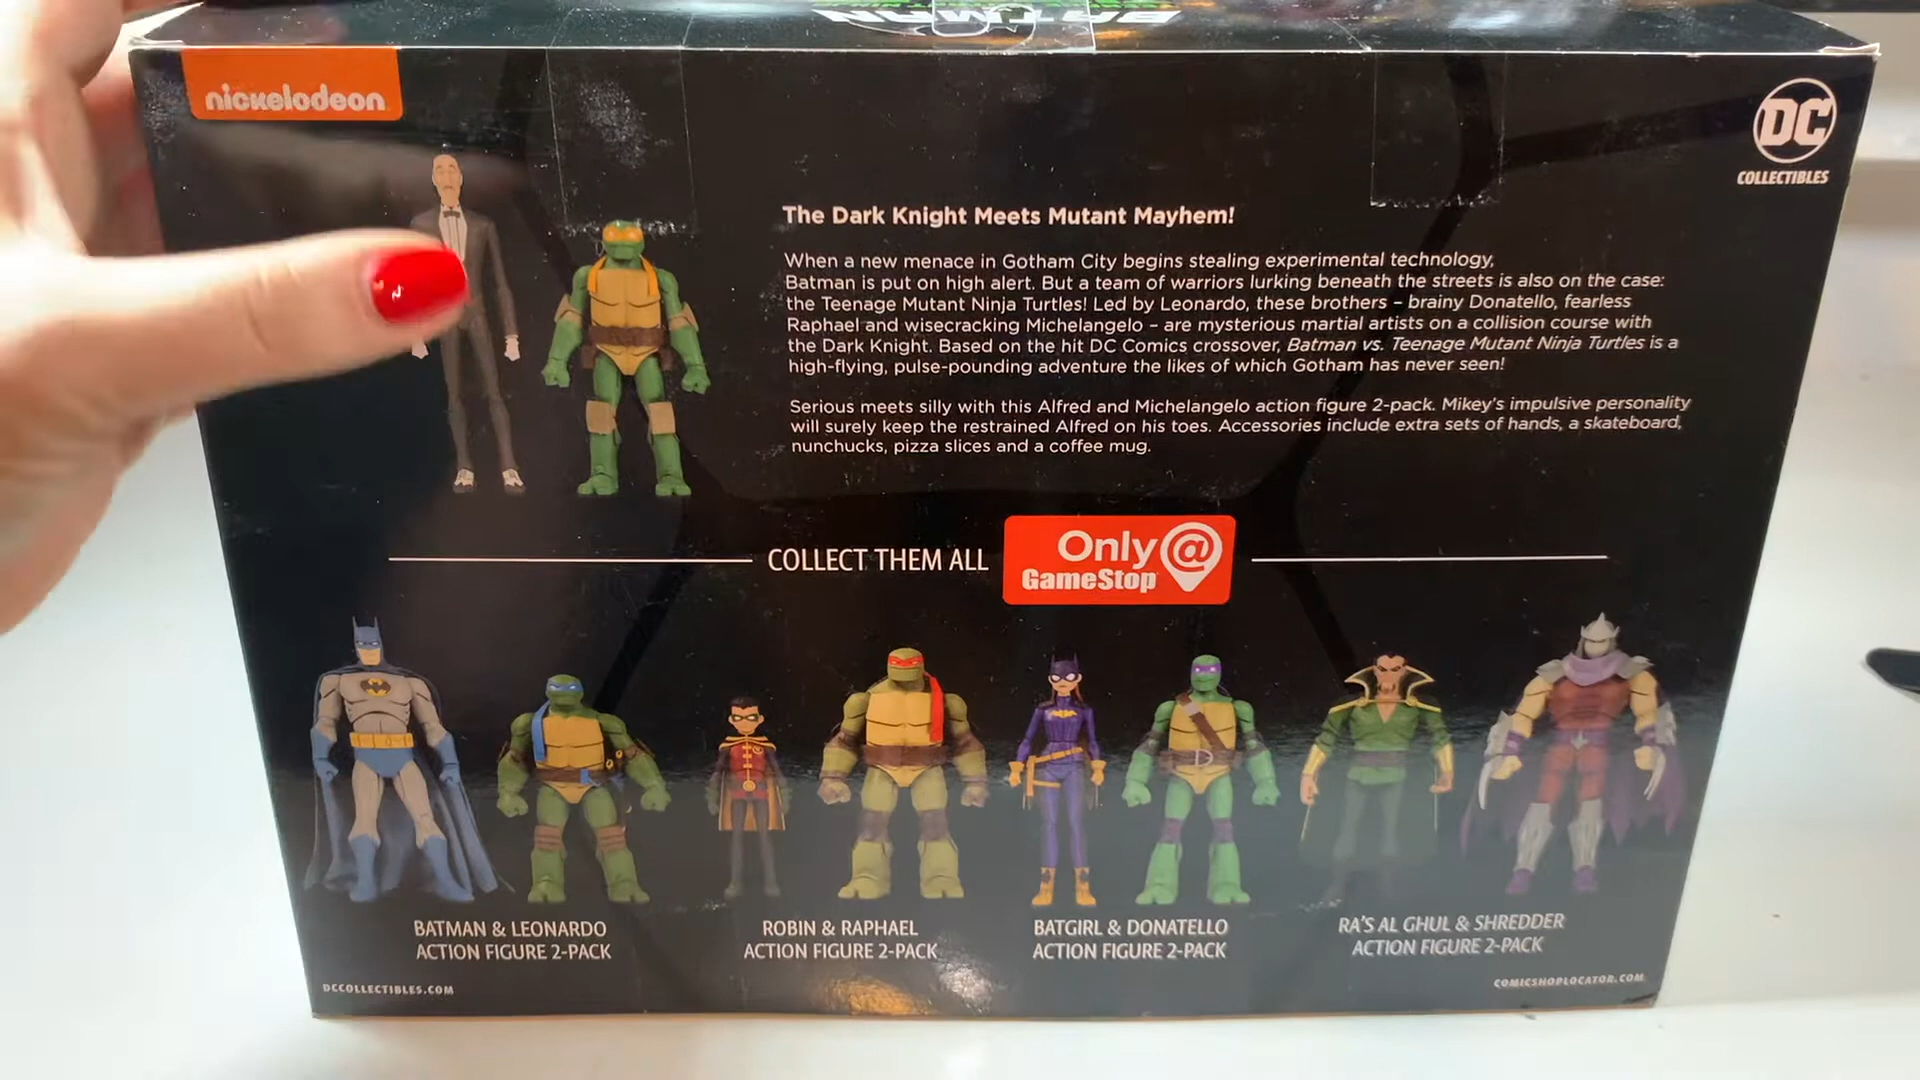 BATMAN
nickelodeon
DC
COLLECTIBLES
The Dark Knight Meets Mutant Mayhem!
When a new menace in Gotham City begins stealing experimental technology,
Batman is put on high alert. But a team of warriors lurking beneath the streets is also on the case:
the Teenage Mutant Ninja Turtles! Led by Leonardo, these brothers – brainy Donatello, fearless
Raphael and wisecracking Michelangelo – are mysterious martial artists on a collision course with
the Dark Knight. Based on the hit DC Comics crossover, Batman vs. Teenage Mutant Ninja Turtles is a
high-flying, pulse-pounding adventure the likes of which Gotham has never seen!
Serious meets silly with this Alfred and Michelangelo action figure 2-pack. Mikey's impulsive personality
will surely keep the restrained Alfred on his toes. Accessories include extra sets of hands, a skateboard,
nunchucks, pizza slices and a coffee mug.
COLLECT THEM ALL
Only @
GameStop
BATMAN & LEONARDO
ACTION FIGURE 2-PACK
ROBIN & RAPHAEL
ACTION FIGURE 2-PACK
BATGIRL & DONATELLO
ACTION FIGURE 2-PACK
RA'S AL GHUL & SHREDDER
ACTION FIGURE 2-PACK
DCCOLLECTIBLES.COM
COMICSHOPLOCATOR.COM